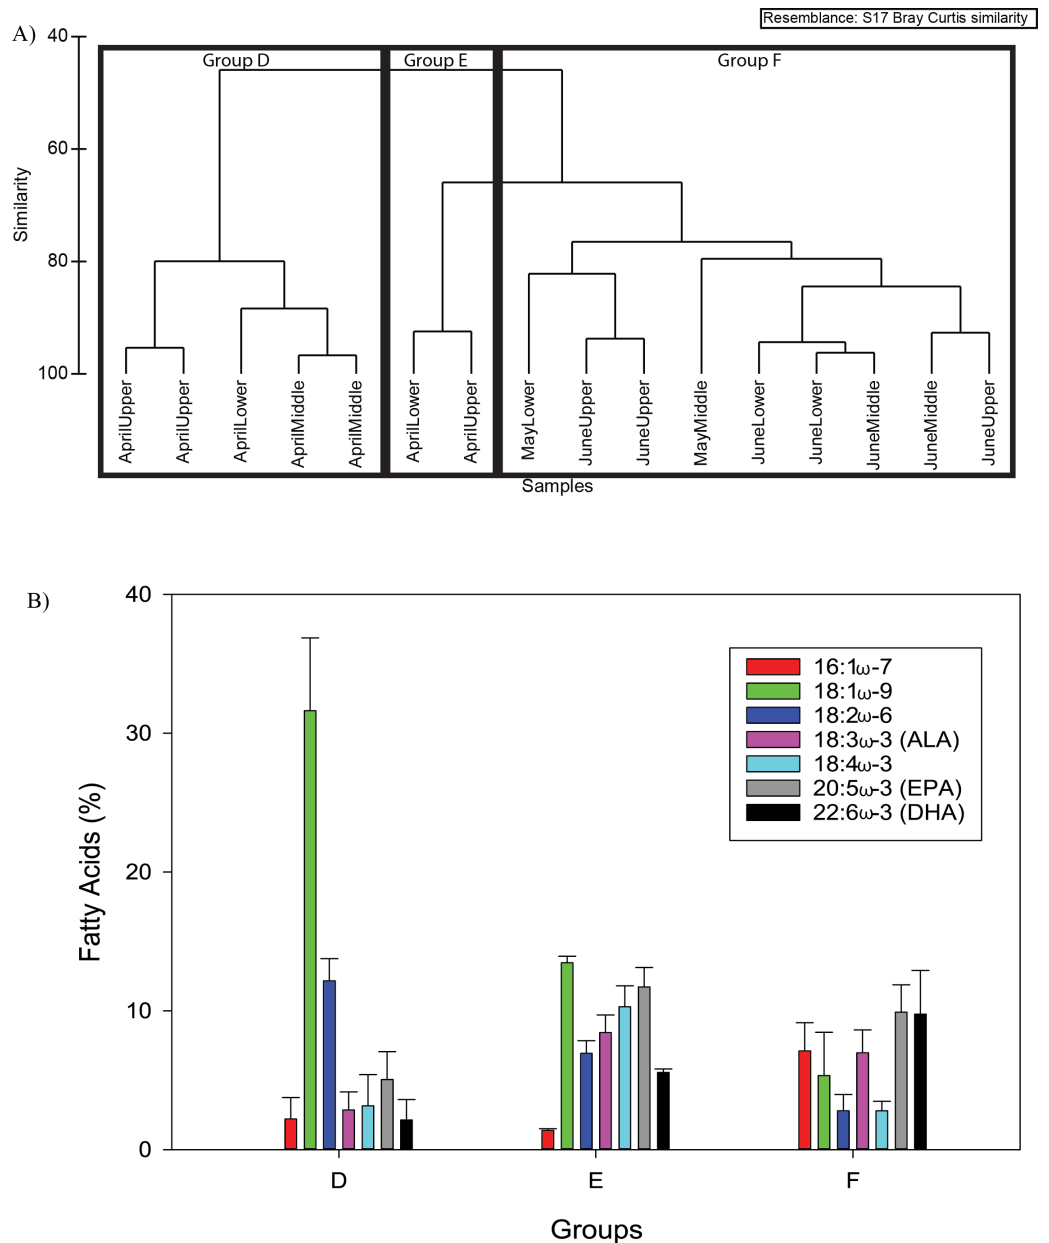 Resemblance: S17 Bray Curtis similarity
A)
40
60
80
100
Similarity
Group D
Group E
Group F
AprilUpper
AprilUpper
AprilLower
AprilMiddle
AprilMiddle
AprilLower
AprilUpper
MayLower
JuneUpper
JuneUpper
MayMiddle
JuneLower
JuneLower
JuneMiddle
JuneMiddle
JuneUpper
Samples
B)
40
30
20
10
0
Fatty Acids (%)
16:1ω-7
18:1ω-9
18:2ω-6
18:3ω-3 (ALA)
18:4ω-3
20:5ω-3 (EPA)
22:6ω-3 (DHA)
D
E
F
Groups